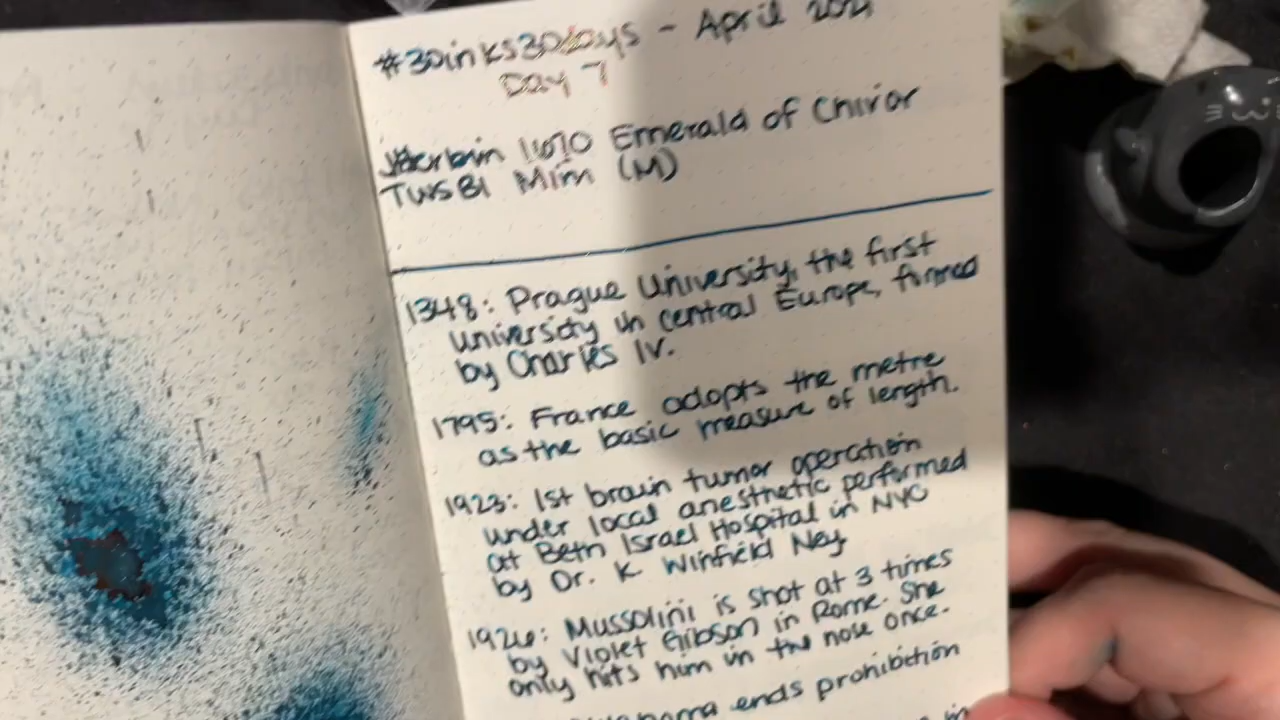 #30inks30days - April 2021
Day 7
J Herbin 1670 Emerald of Chivor
TWSBI Mini (M)
1348: Prague University, the first
university in central Europe, formed
by Charles IV.
1795: France adopts the metre
as the basic measure of length.
1923: 1st brain tumor operation
under local anesthetic performed
at Beth Israel Hospital in NYC
by Dr. K Winfield Ney
1926: Mussolini is shot at 3 times
by Violet Gibson in Rome. She
only hits him in the nose once.
ends prohibition
in